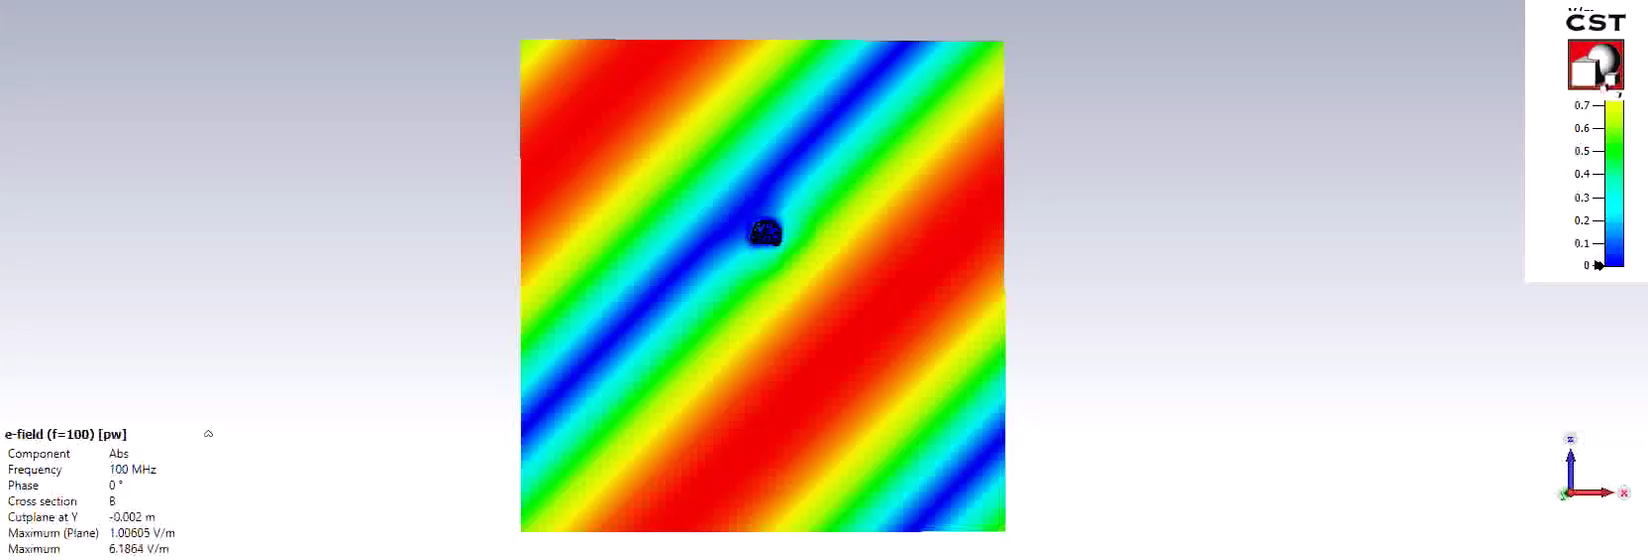 CST
0.7
0.6
0.5
0.4
0.3
0.2
0.1
0
z
x
e-field (f=100) [pw]
Component Abs
Frequency 100 MHz
Phase 0 °
Cross section B
Cutplane at Y -0.002 m
Maximum (Plane) 1.00605 V/m
Maximum 6.1864 V/m